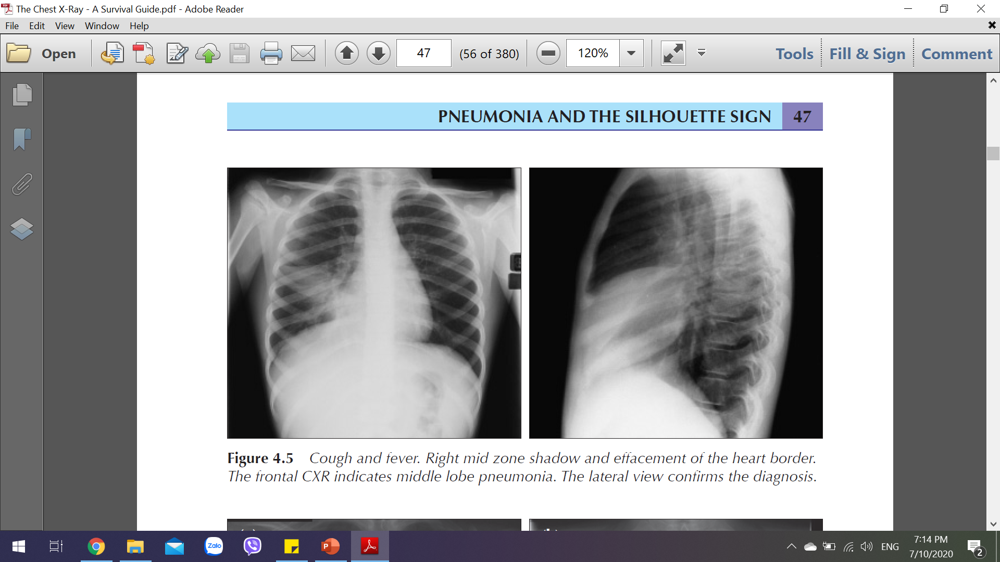 The Chest X-Ray - A Survival Guide.pdf - Adobe Reader
File Edit View Window Help
Open 47 (56 of 380) 120% Tools Fill & Sign Comment
PNEUMONIA AND THE SILHOUETTE SIGN 47
Figure 4.5 Cough and fever. Right mid zone shadow and effacement of the heart border.
The frontal CXR indicates middle lobe pneumonia. The lateral view confirms the diagnosis.
Zalo
ENG
7:14 PM
7/10/2020
2